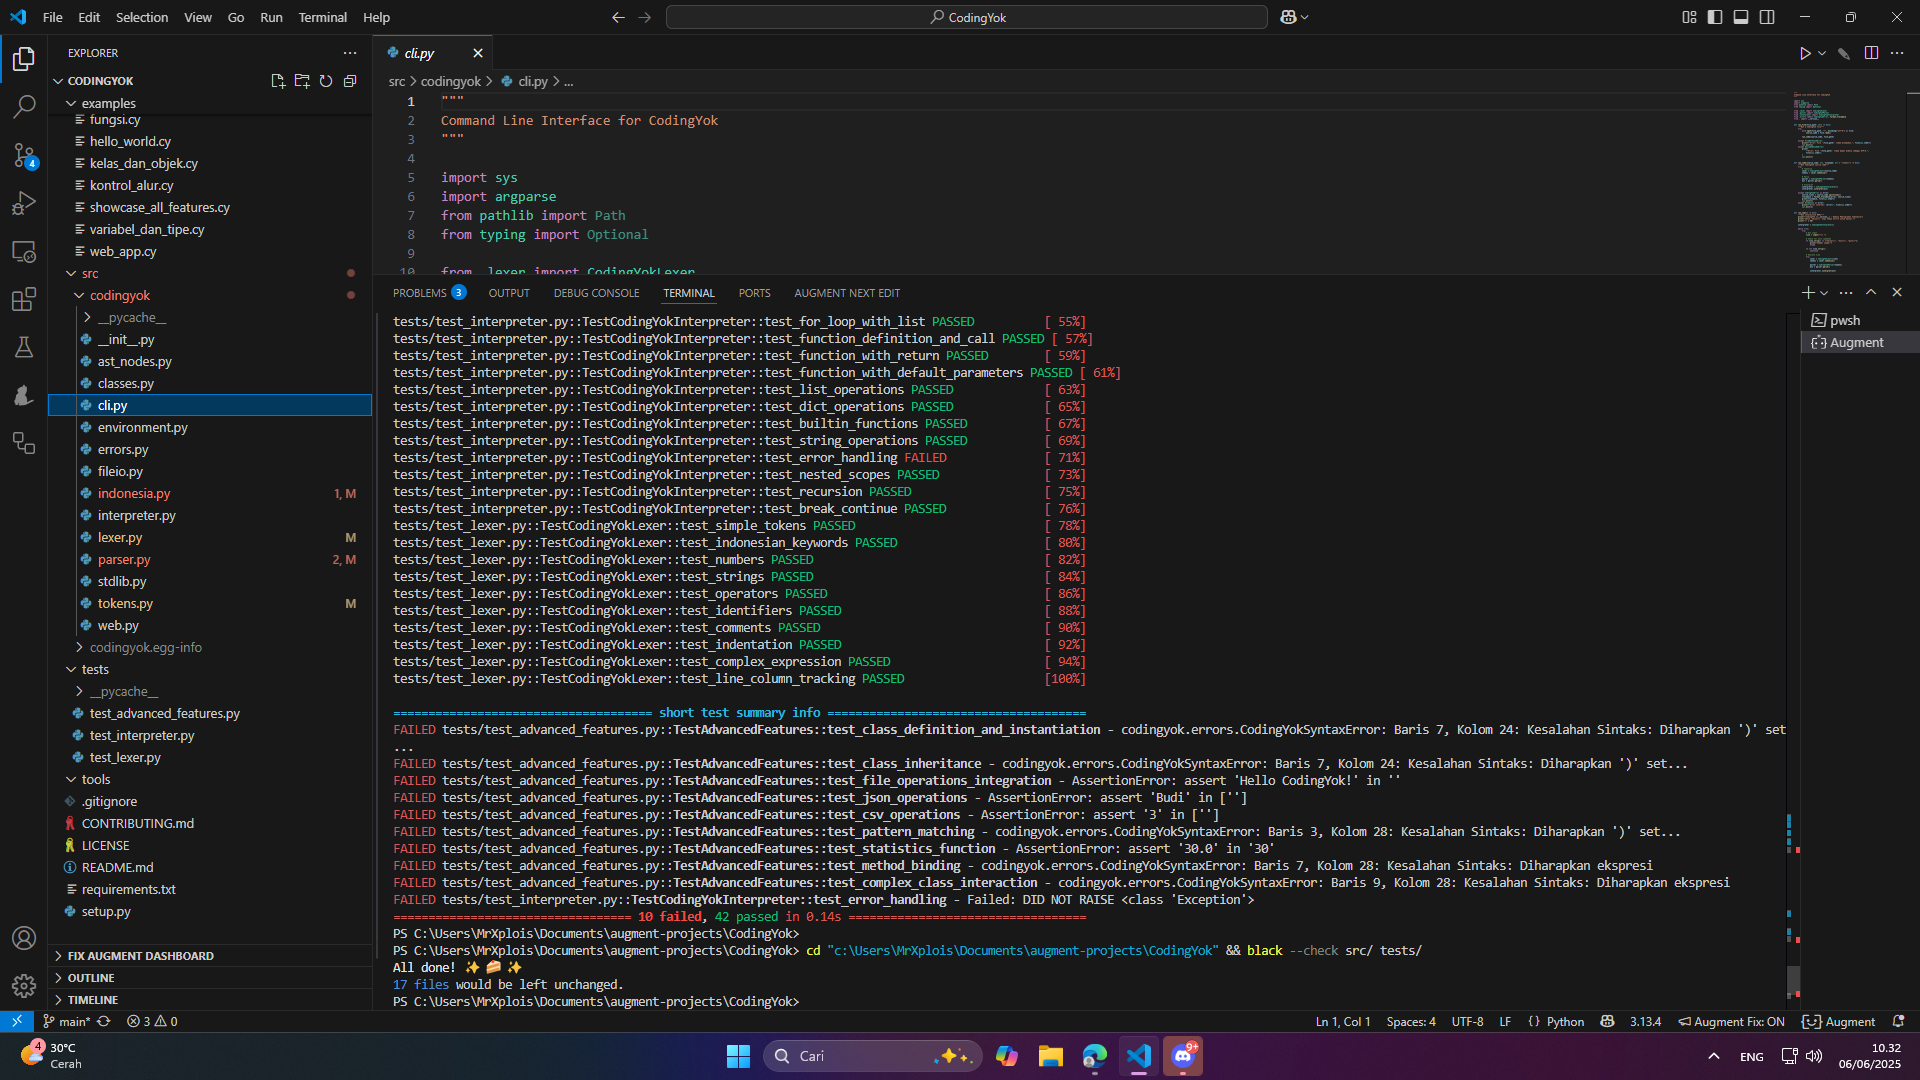 File Edit Selection View Go Run Terminal Help
CodingYok
EXPLORER
CODINGYOK
examples
fungsi.cy
hello_world.cy
kelas_dan_objek.cy
kontrol_alur.cy
showcase_all_features.cy
variabel_dan_tipe.cy
web_app.cy
src
codingyok
__pycache__
__init__.py
ast_nodes.py
classes.py
cli.py
environment.py
errors.py
fileio.py
indonesia.py 1, M
interpreter.py
lexer.py M
parser.py 2, M
stdlib.py
tokens.py M
web.py
codingyok.egg-info
tests
__pycache__
test_advanced_features.py
test_interpreter.py
test_lexer.py
tools
.gitignore
CONTRIBUTING.md
LICENSE
README.md
requirements.txt
setup.py
FIX AUGMENT DASHBOARD
OUTLINE
TIMELINE
4
cli.py
src > codingyok > cli.py > ...
1 """
2 Command Line Interface for CodingYok
3 """
4
5 import sys
6 import argparse
7 from pathlib import Path
8 from typing import Optional
9
10 from .lexer import CodingYokLexer
PROBLEMS 3 OUTPUT DEBUG CONSOLE TERMINAL PORTS AUGMENT NEXT EDIT
pwsh
Augment
tests/test_interpreter.py::TestCodingYokInterpreter::test_for_loop_with_list PASSED [ 55%]
tests/test_interpreter.py::TestCodingYokInterpreter::test_function_definition_and_call PASSED [ 57%]
tests/test_interpreter.py::TestCodingYokInterpreter::test_function_with_return PASSED [ 59%]
tests/test_interpreter.py::TestCodingYokInterpreter::test_function_with_default_parameters PASSED [ 61%]
tests/test_interpreter.py::TestCodingYokInterpreter::test_list_operations PASSED [ 63%]
tests/test_interpreter.py::TestCodingYokInterpreter::test_dict_operations PASSED [ 65%]
tests/test_interpreter.py::TestCodingYokInterpreter::test_builtin_functions PASSED [ 67%]
tests/test_interpreter.py::TestCodingYokInterpreter::test_string_operations PASSED [ 69%]
tests/test_interpreter.py::TestCodingYokInterpreter::test_error_handling FAILED [ 71%]
tests/test_interpreter.py::TestCodingYokInterpreter::test_nested_scopes PASSED [ 73%]
tests/test_interpreter.py::TestCodingYokInterpreter::test_recursion PASSED [ 75%]
tests/test_interpreter.py::TestCodingYokInterpreter::test_break_continue PASSED [ 76%]
tests/test_lexer.py::TestCodingYokLexer::test_simple_tokens PASSED [ 78%]
tests/test_lexer.py::TestCodingYokLexer::test_indonesian_keywords PASSED [ 80%]
tests/test_lexer.py::TestCodingYokLexer::test_numbers PASSED [ 82%]
tests/test_lexer.py::TestCodingYokLexer::test_strings PASSED [ 84%]
tests/test_lexer.py::TestCodingYokLexer::test_operators PASSED [ 86%]
tests/test_lexer.py::TestCodingYokLexer::test_identifiers PASSED [ 88%]
tests/test_lexer.py::TestCodingYokLexer::test_comments PASSED [ 90%]
tests/test_lexer.py::TestCodingYokLexer::test_indentation PASSED [ 92%]
tests/test_lexer.py::TestCodingYokLexer::test_complex_expression PASSED [ 94%]
tests/test_lexer.py::TestCodingYokLexer::test_line_column_tracking PASSED [100%]
===================================== short test summary info =====================================
FAILED tests/test_advanced_features.py::TestAdvancedFeatures::test_class_definition_and_instantiation - codingyok.errors.CodingYokSyntaxError: Baris 7, Kolom 24: Kesalahan Sintaks: Diharapkan ')' set
...
FAILED tests/test_advanced_features.py::TestAdvancedFeatures::test_class_inheritance - codingyok.errors.CodingYokSyntaxError: Baris 7, Kolom 24: Kesalahan Sintaks: Diharapkan ')' set...
FAILED tests/test_advanced_features.py::TestAdvancedFeatures::test_file_operations_integration - AssertionError: assert 'Hello CodingYok!' in ''
FAILED tests/test_advanced_features.py::TestAdvancedFeatures::test_json_operations - AssertionError: assert 'Budi' in ['']
FAILED tests/test_advanced_features.py::TestAdvancedFeatures::test_csv_operations - AssertionError: assert '3' in ['']
FAILED tests/test_advanced_features.py::TestAdvancedFeatures::test_pattern_matching - codingyok.errors.CodingYokSyntaxError: Baris 3, Kolom 28: Kesalahan Sintaks: Diharapkan ')' set...
FAILED tests/test_advanced_features.py::TestAdvancedFeatures::test_statistics_function - AssertionError: assert '30.0' in '30'
FAILED tests/test_advanced_features.py::TestAdvancedFeatures::test_method_binding - codingyok.errors.CodingYokSyntaxError: Baris 7, Kolom 28: Kesalahan Sintaks: Diharapkan ekspresi
FAILED tests/test_advanced_features.py::TestAdvancedFeatures::test_complex_class_interaction - codingyok.errors.CodingYokSyntaxError: Baris 9, Kolom 28: Kesalahan Sintaks: Diharapkan ekspresi
FAILED tests/test_interpreter.py::TestCodingYokInterpreter::test_error_handling - Failed: DID NOT RAISE <class 'Exception'>
================================== 10 failed, 42 passed in 0.14s ==================================
PS C:\Users\MrXplois\Documents\augment-projects\CodingYok>
PS C:\Users\MrXplois\Documents\augment-projects\CodingYok> cd "c:\Users\MrXplois\Documents\augment-projects\CodingYok" && black --check src/ tests/
All done! ✨ 🍰 ✨
17 files would be left unchanged.
PS C:\Users\MrXplois\Documents\augment-projects\CodingYok>
main* 3 0 Ln 1, Col 1 Spaces: 4 UTF-8 LF { } Python 3.13.4 Augment Fix: ON Augment
4 30°C
Cerah
Cari
9+
ENG
10.32
06/06/2025